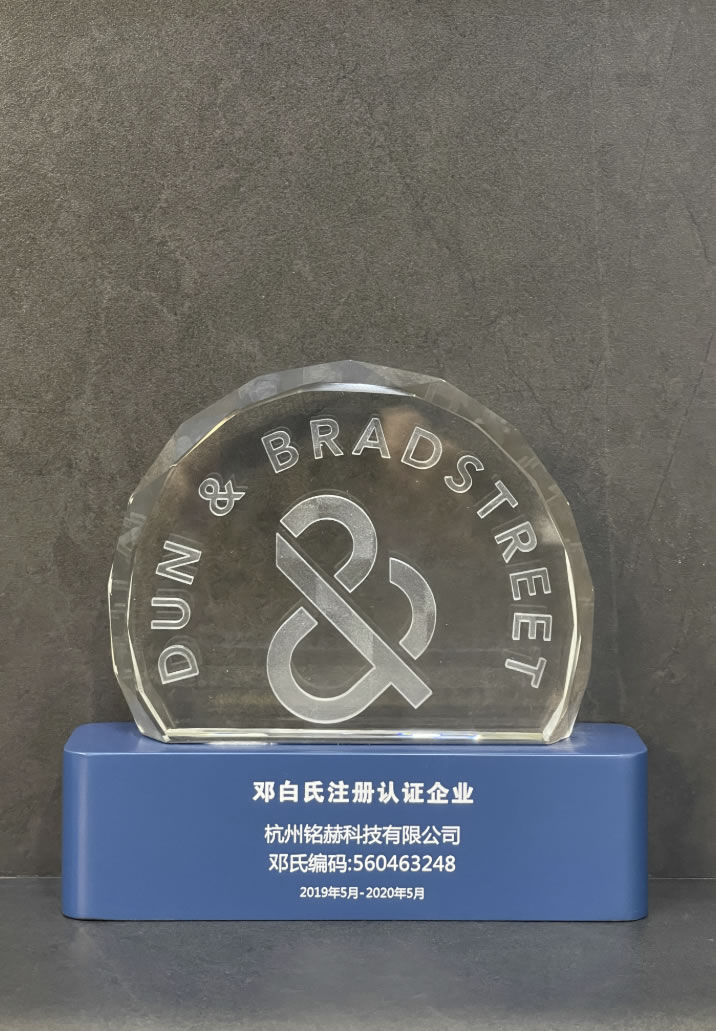 DUN & BRADSTREET
&
邓白氏注册认证企业
杭州铭赫科技有限公司
邓氏编码:560463248
2019年5月-2020年5月